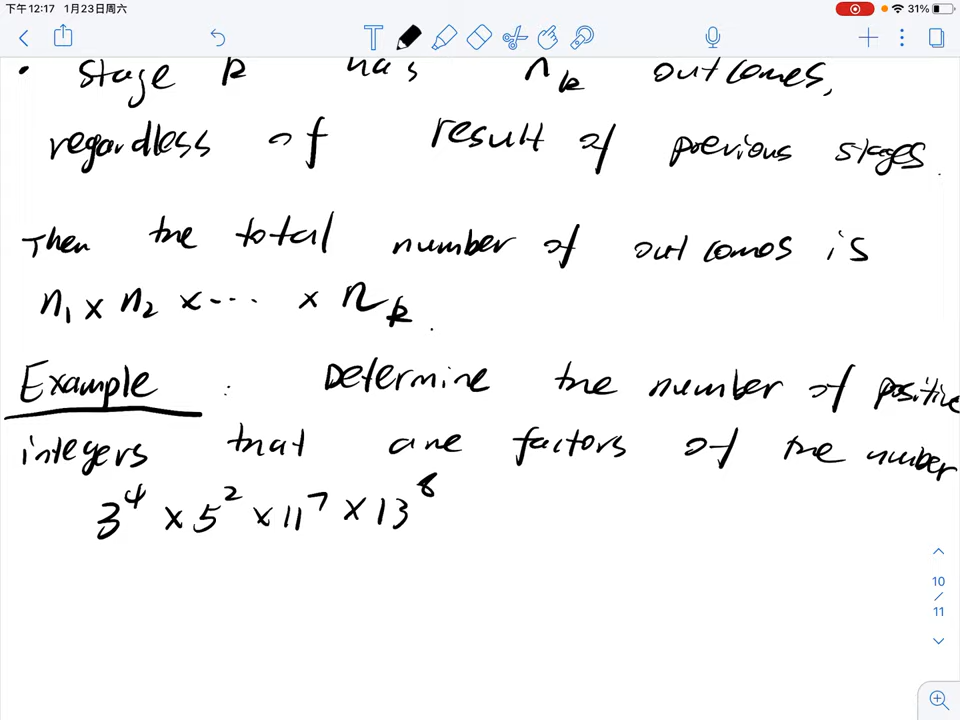 下午12:17 1月23日周六
31%
• stage k has n_k outcomes,
regardless of result of previous stages.
Then the total number of outcomes is
n₁ × n₂ × ... × n_k.
Example : Determine the number of positive
integers that are factors of the number
3⁴ × 5² × 11⁷ × 13⁸
10
/
11